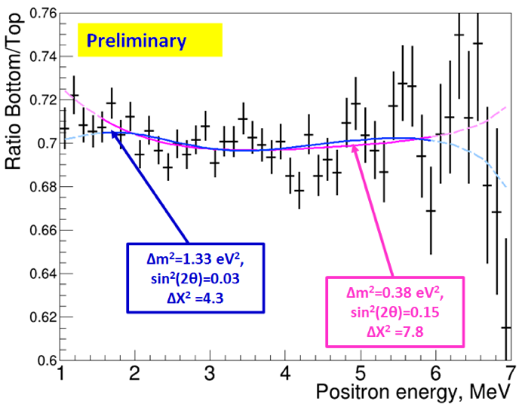 0.76
Preliminary
0.74
0.72
0.7
0.68
0.66
0.64
0.62
0.6
Ratio Bottom/Top
Δm²=1.33 eV²,
sin²(2θ)=0.03
ΔX² =4.3
Δm²=0.38 eV²,
sin²(2θ)=0.15
ΔX² =7.8
1 2 3 4 5 6 7
Positron energy, MeV